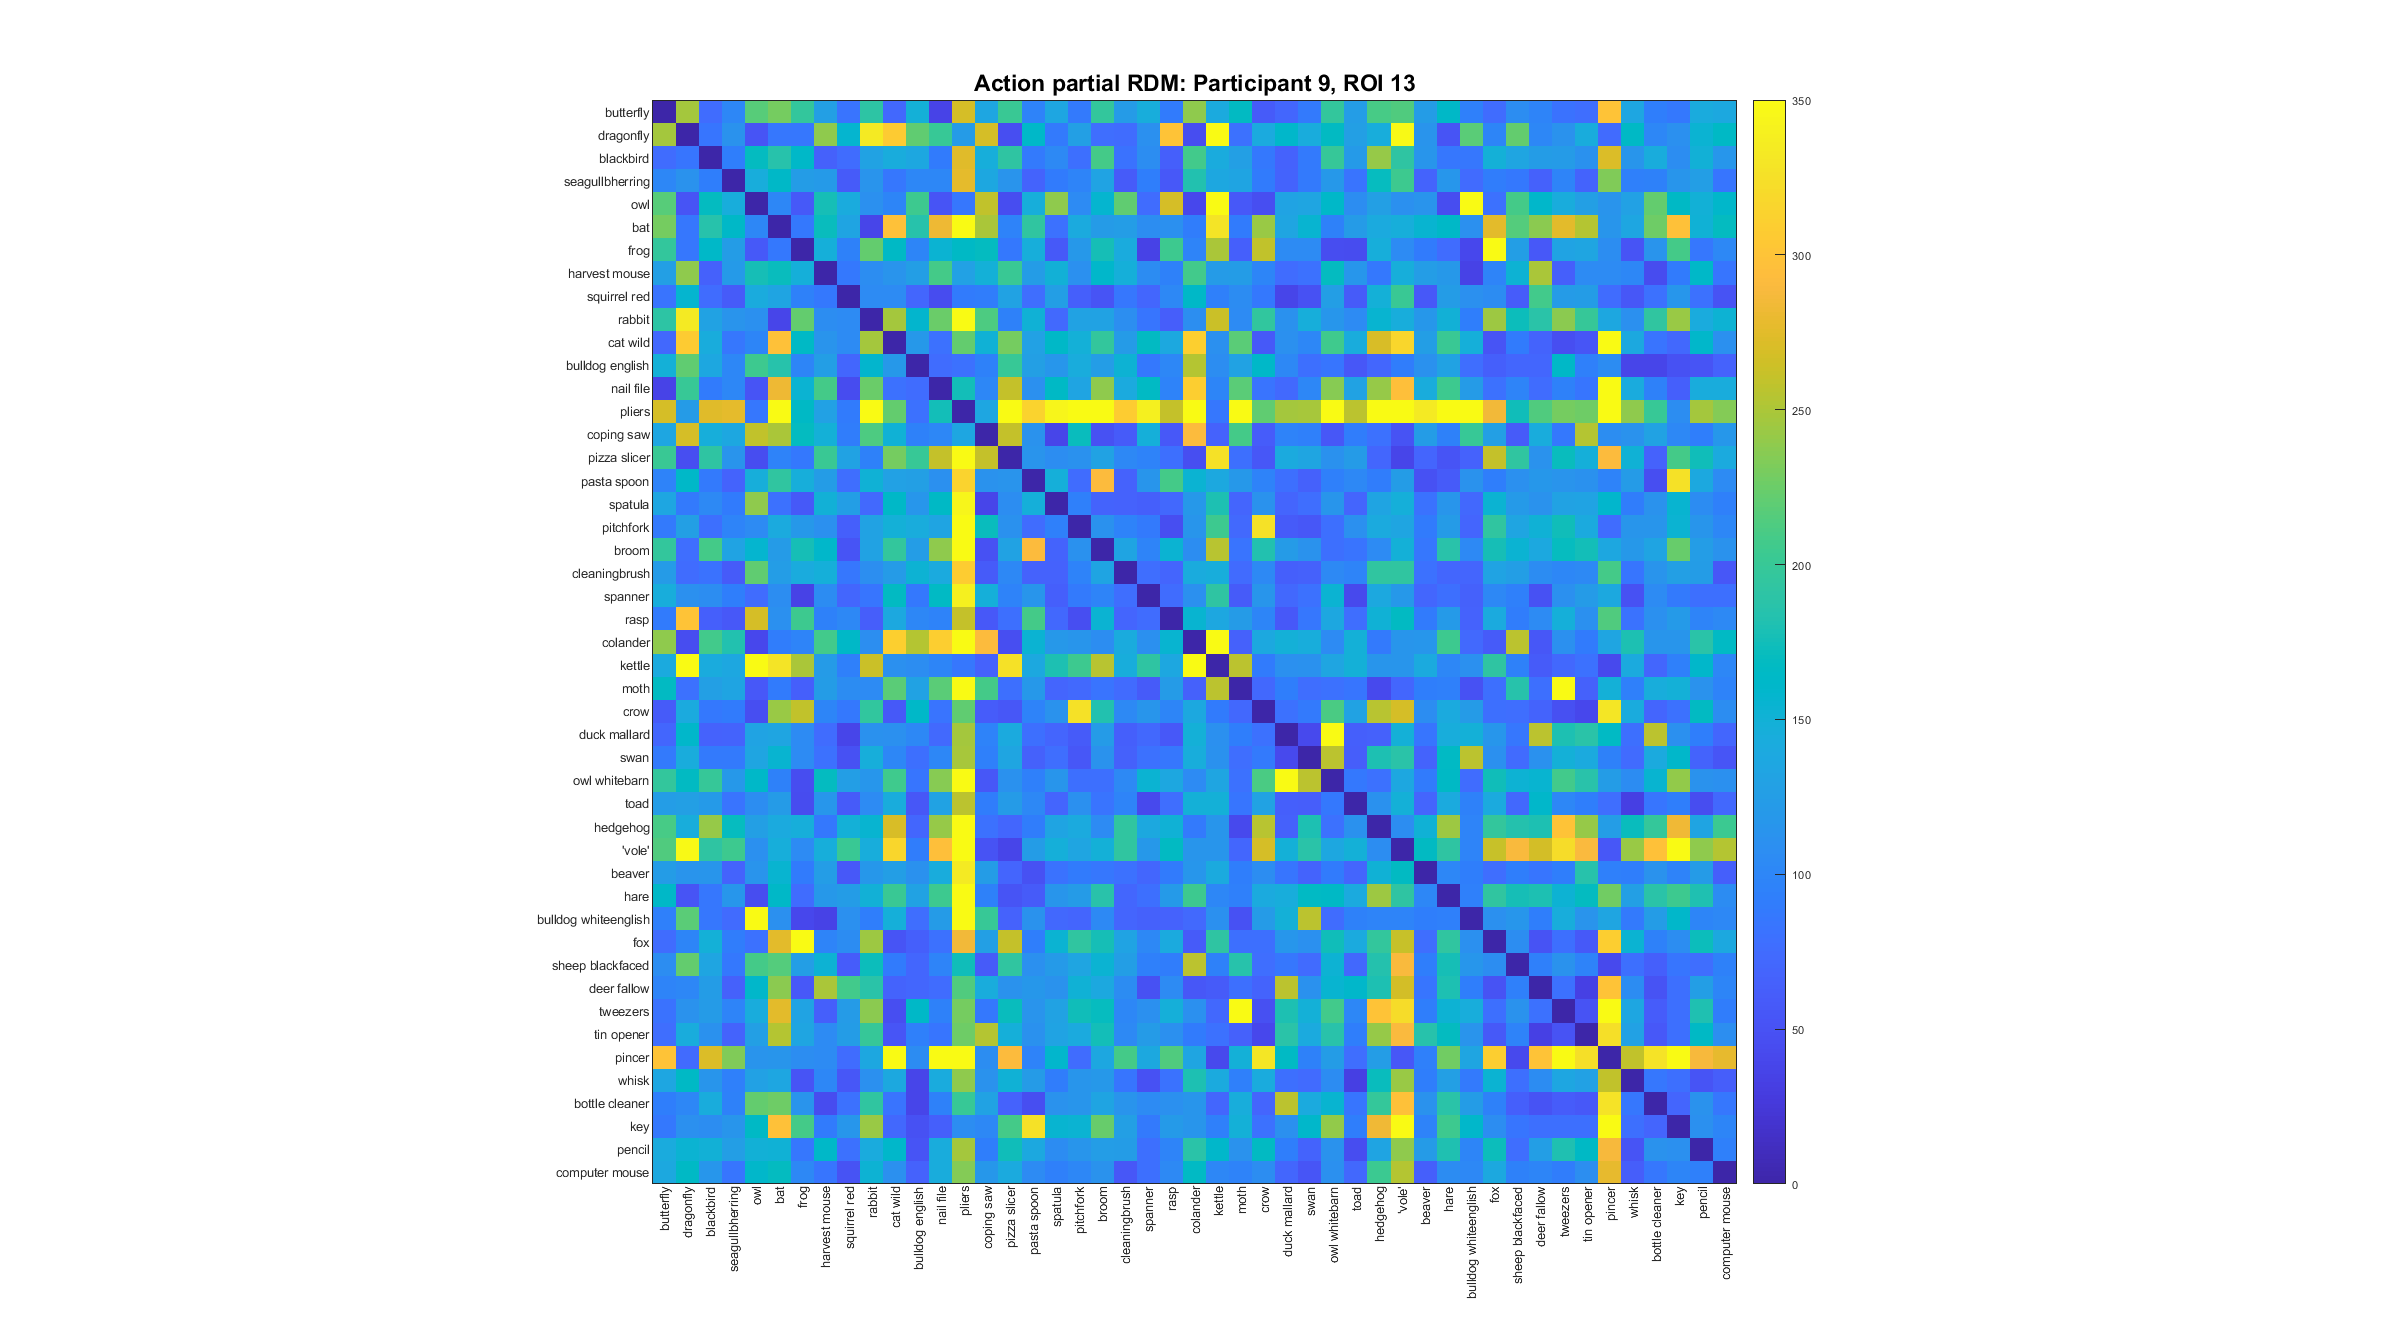 Action partial RDM: Participant 9, ROI 13
butterfly
dragonfly
blackbird
seagullbherring
owl
bat
frog
harvest mouse
squirrel red
rabbit
cat wild
bulldog english
nail file
pliers
coping saw
pizza slicer
pasta spoon
spatula
pitchfork
broom
cleaningbrush
spanner
rasp
colander
kettle
moth
crow
duck mallard
swan
owl whitebarn
toad
hedgehog
'vole'
beaver
hare
bulldog whiteenglish
fox
sheep blackfaced
deer fallow
tweezers
tin opener
pincer
whisk
bottle cleaner
key
pencil
computer mouse
butterfly
dragonfly
blackbird
seagullbherring
owl
bat
frog
harvest mouse
squirrel red
rabbit
cat wild
bulldog english
nail file
pliers
coping saw
pizza slicer
pasta spoon
spatula
pitchfork
broom
cleaningbrush
spanner
rasp
colander
kettle
moth
crow
duck mallard
swan
owl whitebarn
toad
hedgehog
'vole'
beaver
hare
bulldog whiteenglish
fox
sheep blackfaced
deer fallow
tweezers
tin opener
pincer
whisk
bottle cleaner
key
pencil
computer mouse
350
300
250
200
150
100
50
0